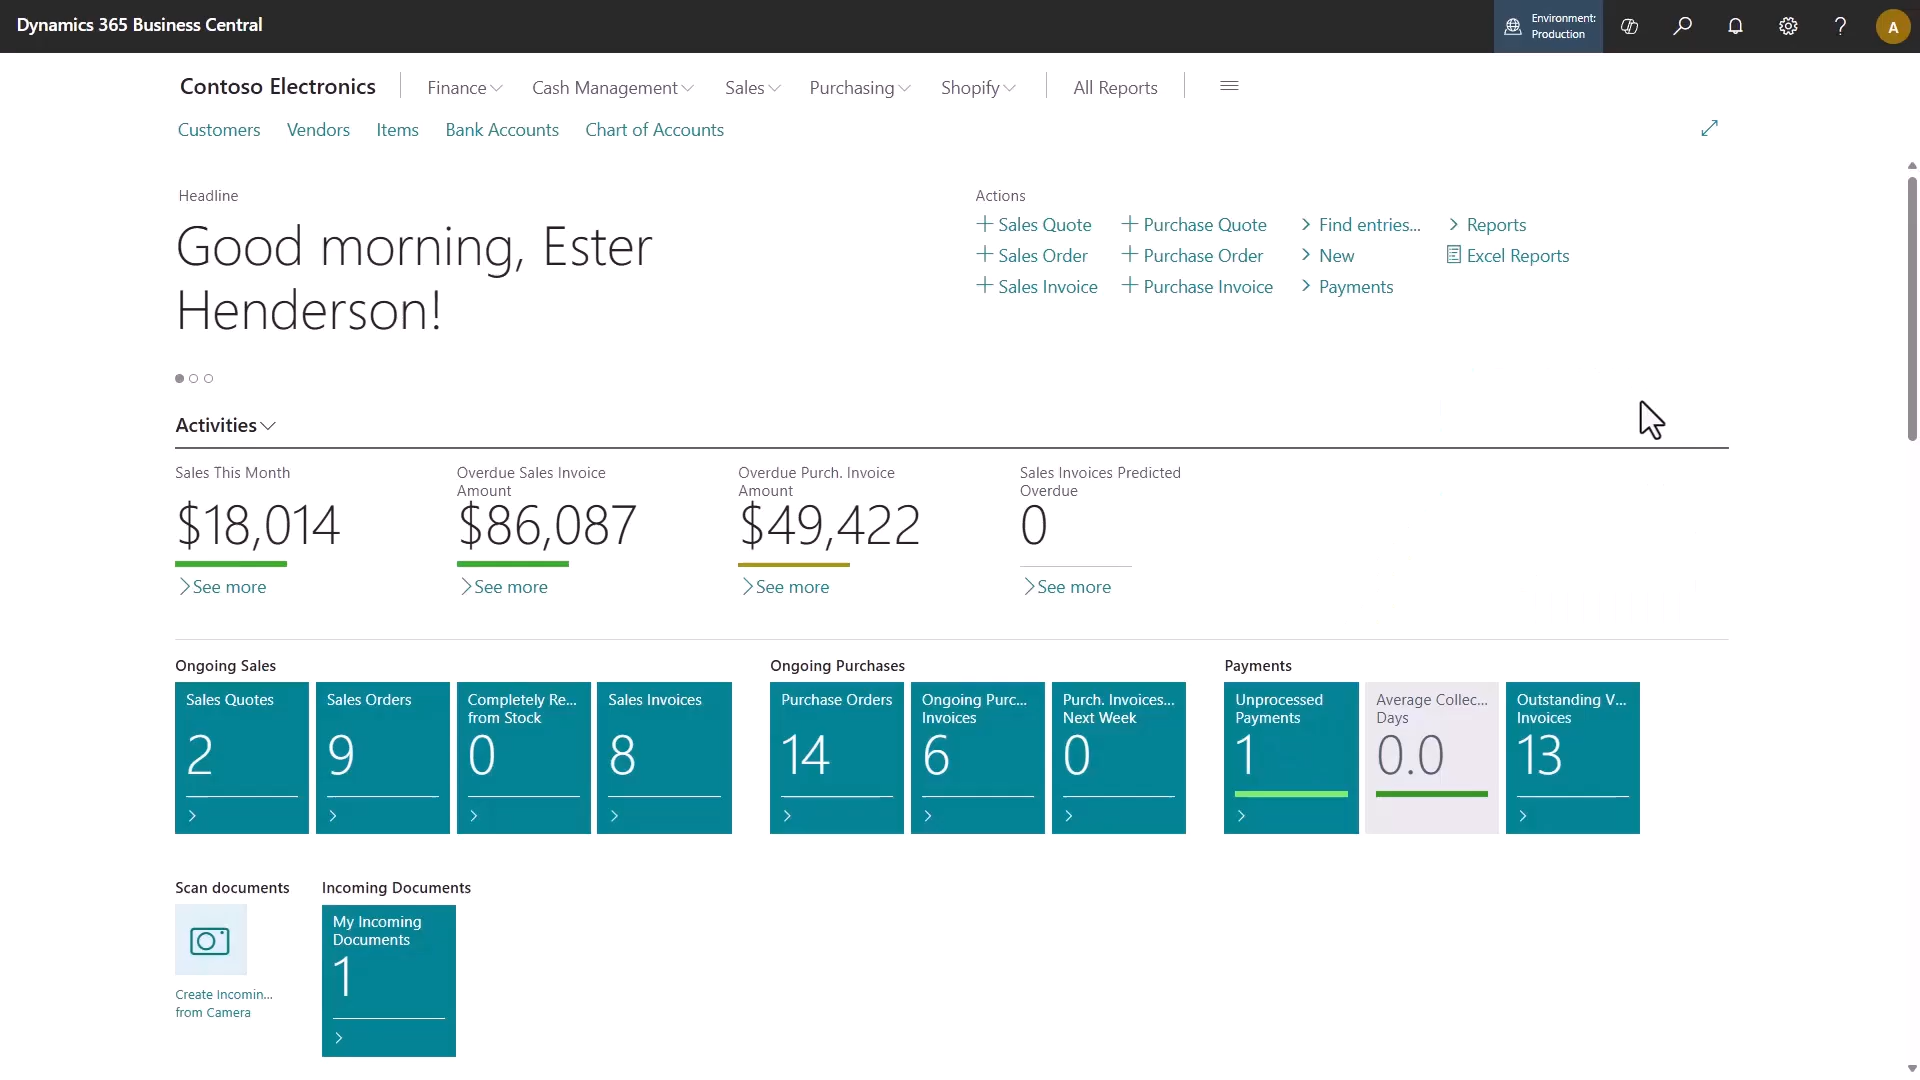 Dynamics 365 Business Central
Environment:
Production
A
Contoso Electronics
Finance
Cash Management
Sales
Purchasing
Shopify
All Reports
Customers
Vendors
Items
Bank Accounts
Chart of Accounts
Headline
Good morning, Ester
Henderson!
Actions
Sales Quote
Purchase Quote
Find entries...
Reports
Sales Order
Purchase Order
New
Excel Reports
Sales Invoice
Purchase Invoice
Payments
Activities
Sales This Month
$18,014
See more
Overdue Sales Invoice
Amount
$86,087
See more
Overdue Purch. Invoice
Amount
$49,422
See more
Sales Invoices Predicted
Overdue
0
See more
Ongoing Sales
Sales Quotes
2
Sales Orders
9
Completely Re...
from Stock
0
Sales Invoices
8
Ongoing Purchases
Purchase Orders
14
Ongoing Purc...
Invoices
6
Purch. Invoices...
Next Week
0
Payments
Unprocessed
Payments
1
Average Collec...
Days
0.0
Outstanding V...
Invoices
13
Scan documents
Create Incomin...
from Camera
Incoming Documents
My Incoming
Documents
1